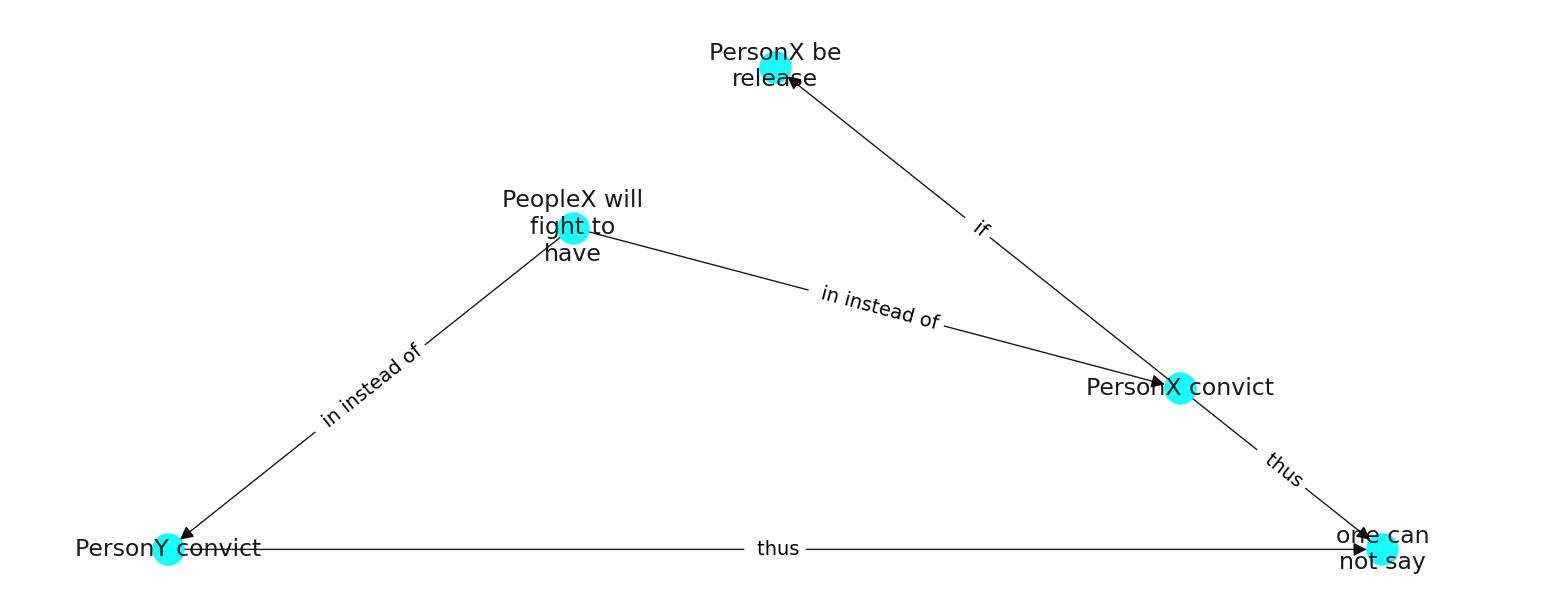 PersonX be
release
PeopleX will
fight to
have
if
in instead of
in instead of
PersonX convict
thus
PersonY convict
thus
one can
not say